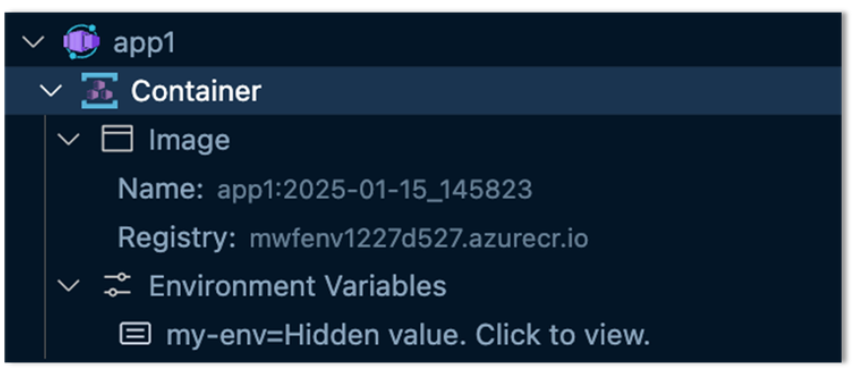 app1
Container
Image
Name: app1:2025-01-15_145823
Registry: mwfenv1227d527.azurecr.io
Environment Variables
my-env=Hidden value. Click to view.